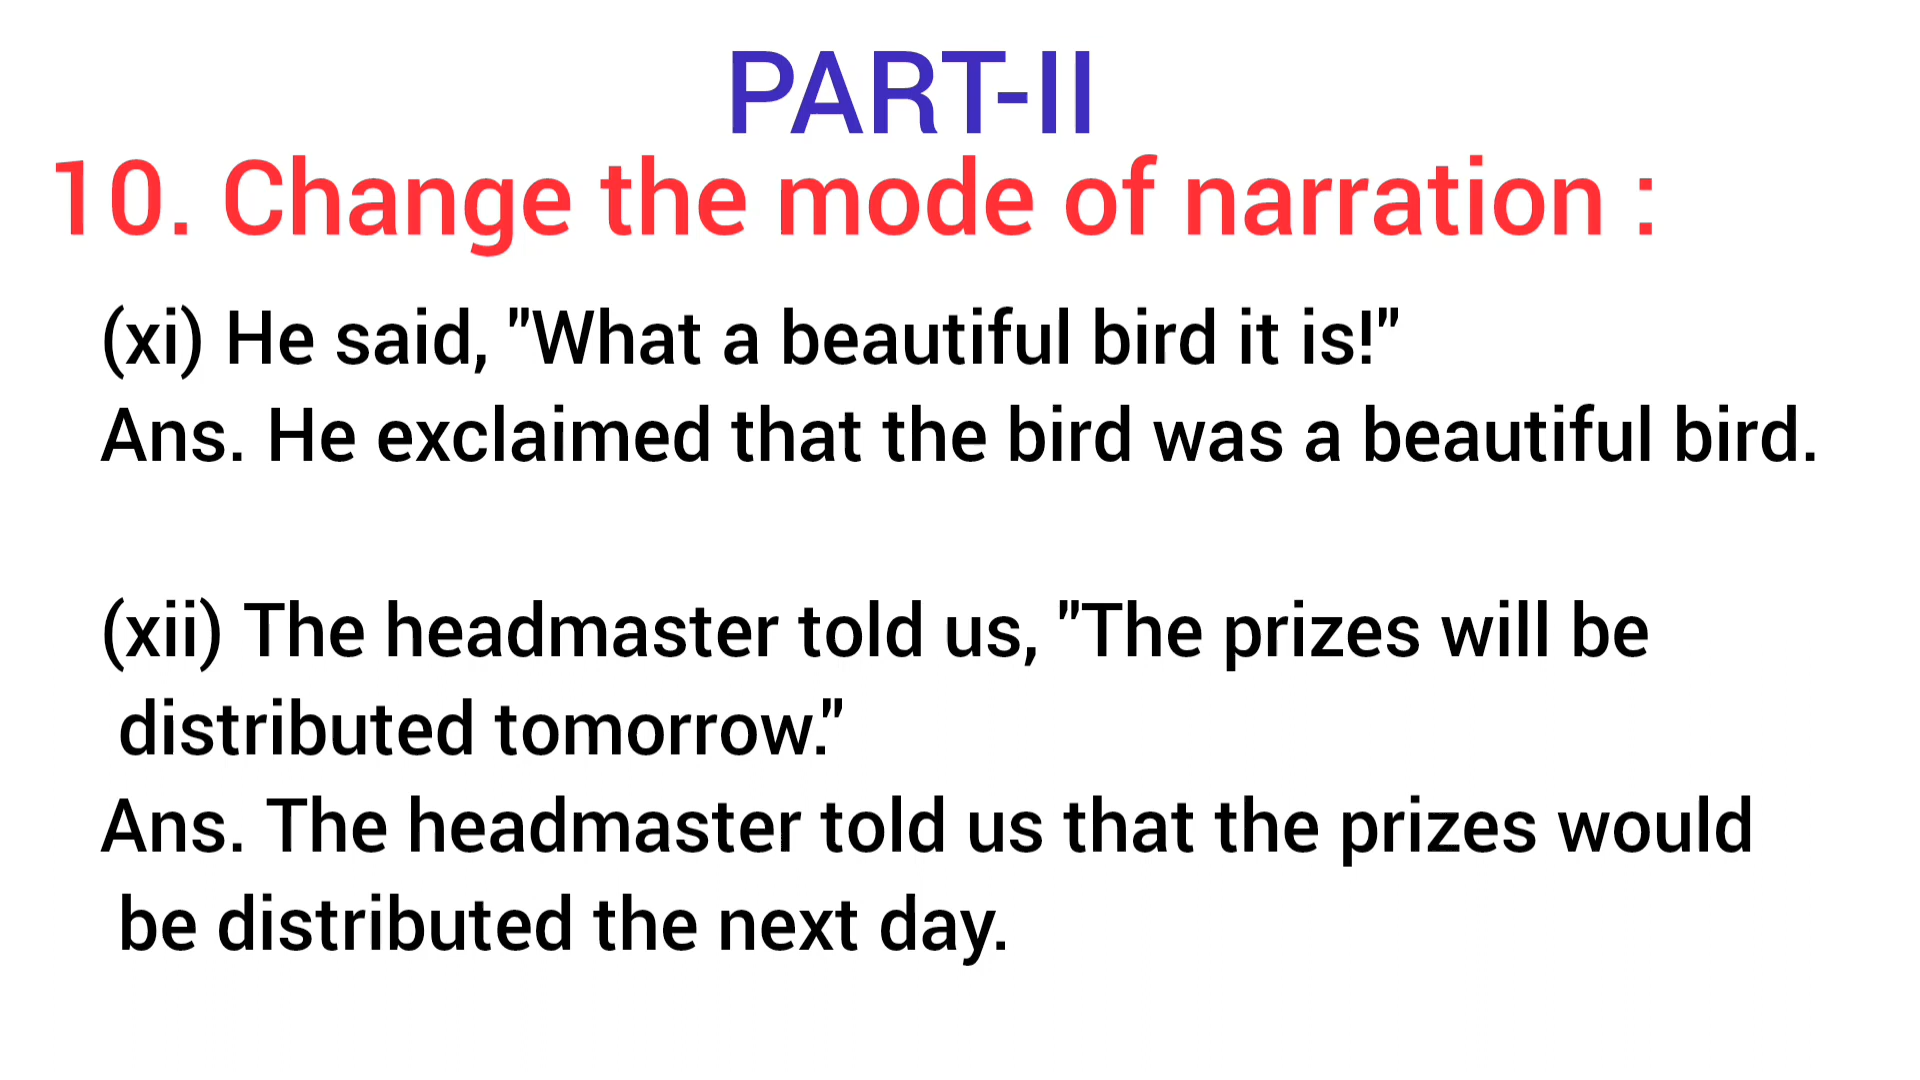 PART-II
10. Change the mode of narration :
(xi) He said, "What a beautiful bird it is!"
Ans. He exclaimed that the bird was a beautiful bird.
(xii) The headmaster told us, "The prizes will be
distributed tomorrow."
Ans. The headmaster told us that the prizes would
be distributed the next day.